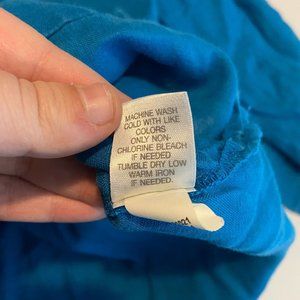 MACHINE WASH
COLD WITH LIKE
COLORS
ONLY NON-
CHLORINE BLEACH
IF NEEDED
TUMBLE DRY LOW
WARM IRON
IF NEEDED.